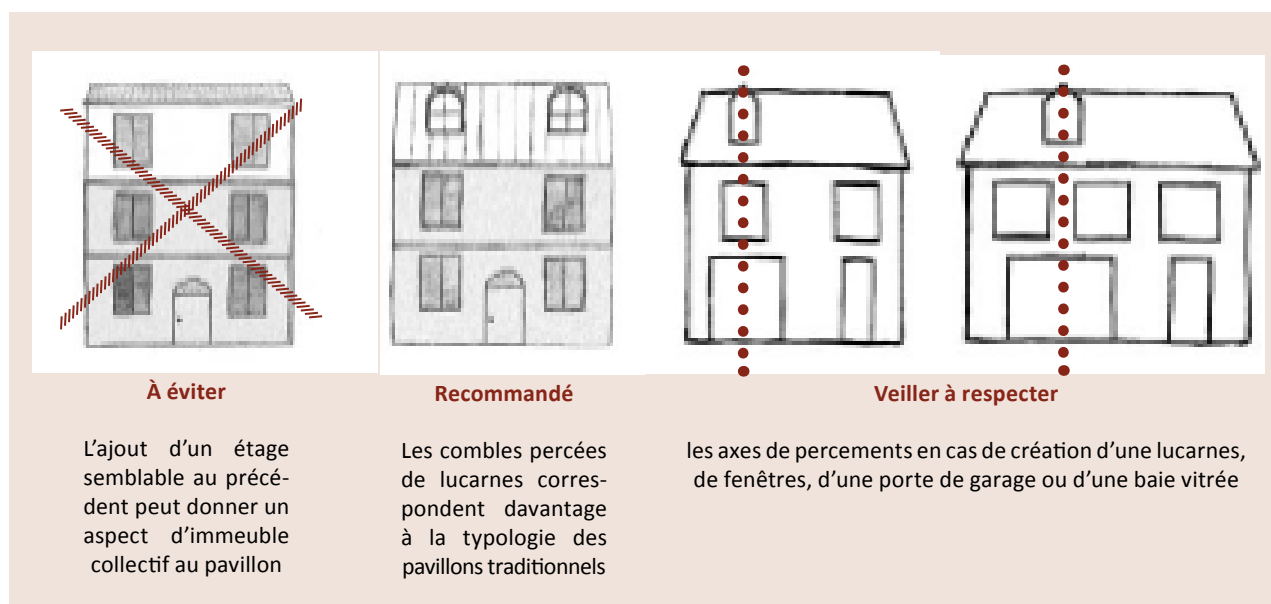 À éviter
L’ajout d’un étage
semblable au précé-
dent peut donner un
aspect d’immeuble
collectif au pavillon
Recommandé
Les combles percées
de lucarnes corres-
pondent davantage
à la typologie des
pavillons traditionnels
Veiller à respecter
les axes de percements en cas de création d’une lucarnes,
de fenêtres, d’une porte de garage ou d’une baie vitrée